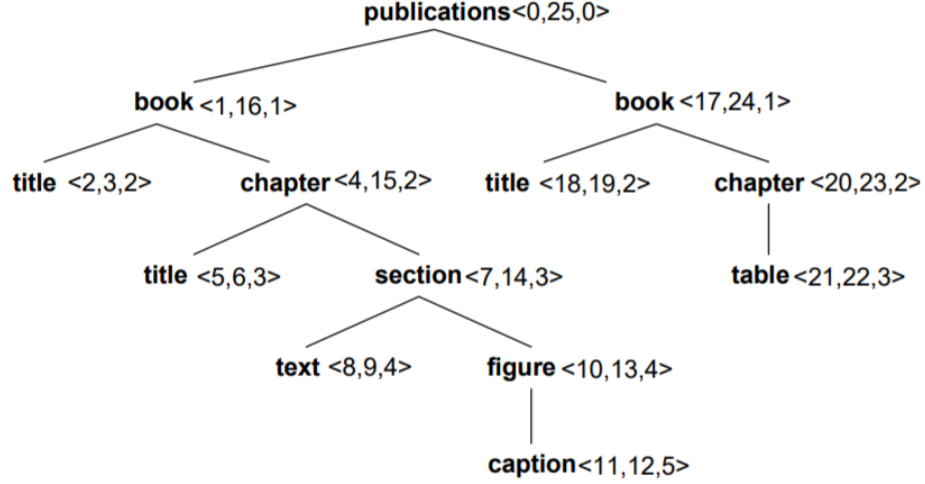 publications<0,25,0>
book <1,16,1> book <17,24,1>
title <2,3,2> chapter<4,15,2> title <18,19,2> chapter <20,23,2>
title <5,6,3> section<7,14,3> table<21,22,3>
text <8,9,4> figure <10,13,4>
caption<11,12,5>